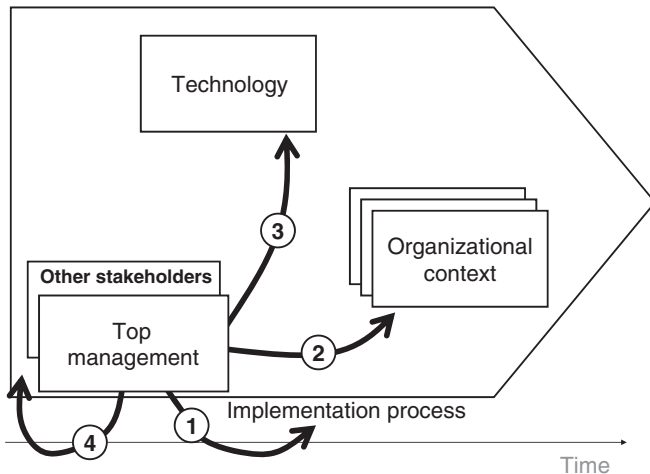 Technology
3
Organizational
context
Other stakeholders
Top
management
2
Implementation process
1
4
Time